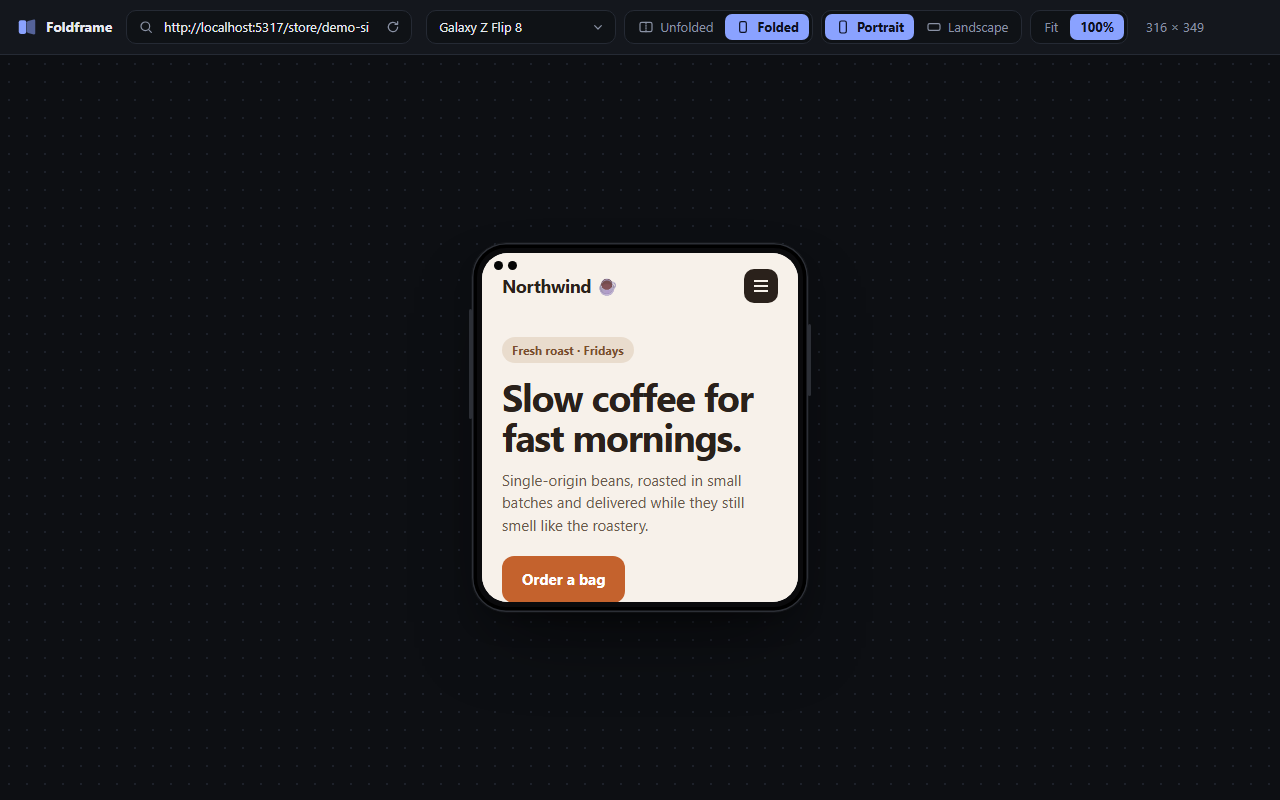 Foldframe
http://localhost:5317/store/demo-si
Galaxy Z Flip 8
Unfolded
Folded
Portrait
Landscape
Fit
100%
316 × 349
Northwind
Fresh roast · Fridays
Slow coffee for
fast mornings.
Single-origin beans, roasted in small
batches and delivered while they still
smell like the roastery.
Order a bag